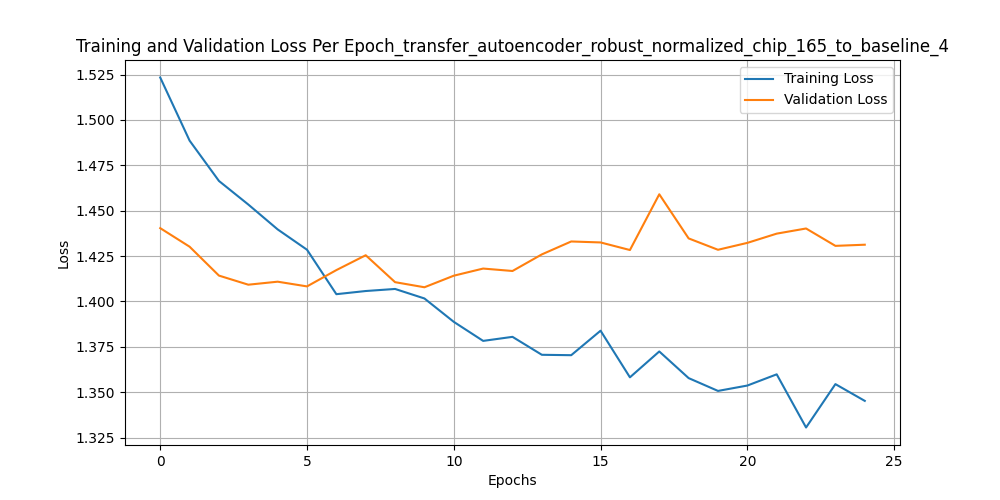 Training and Validation Loss Per Epoch_transfer_autoencoder_robust_normalized_chip_165_to_baseline_4
Training Loss
Validation Loss
1.525
1.500
1.475
1.450
1.425
1.400
1.375
1.350
1.325
Loss
0 5 10 15 20 25
Epochs